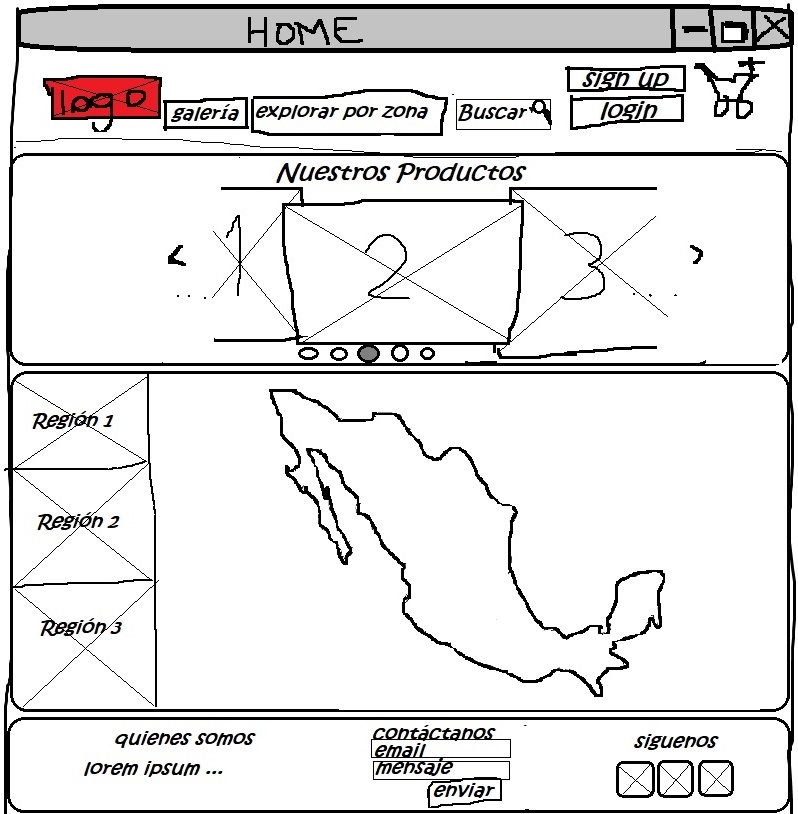 HOME
logo
galería
explorar por zona
Buscar
sign up
login
Nuestros Productos
< 1 2 3 >
Región 1
Región 2
Región 3
quienes somos
lorem ipsum ...
contáctanos
email
mensaje
enviar
siguenos